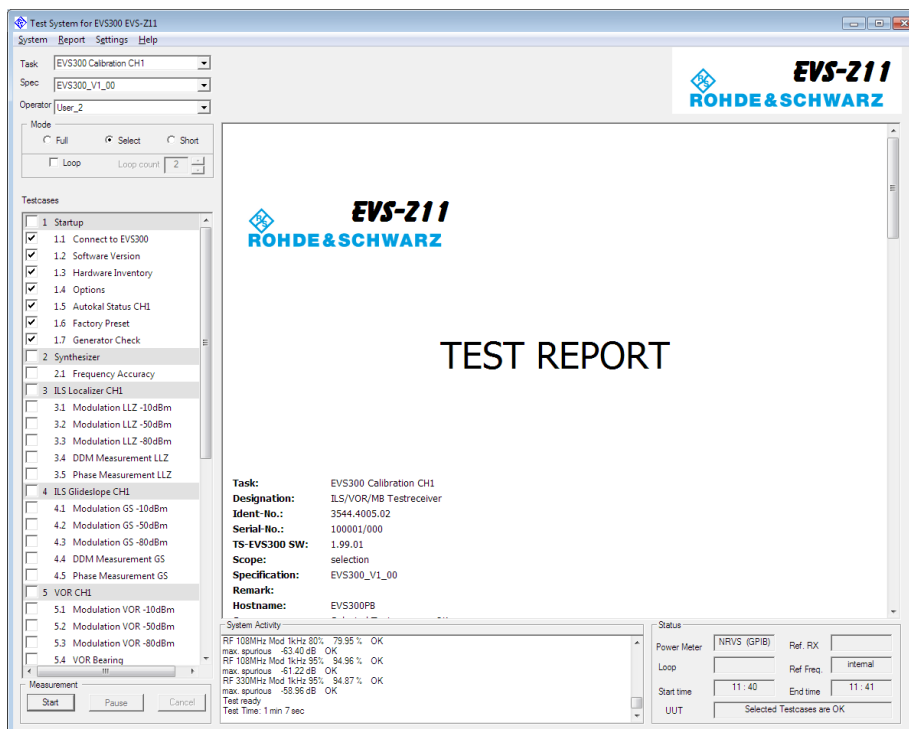 Test System for EVS300 EVS-Z11
System Report Settings Help
Task EVS300 Calibration CH1
Spec EVS300_V1_00
Operator User_2
Mode
Full Select Short
Loop Loop count 2
EVS-Z11
ROHDE&SCHWARZ
Testcases
1 Startup
1.1 Connect to EVS300
1.2 Software Version
1.3 Hardware Inventory
1.4 Options
1.5 Autokal Status CH1
1.6 Factory Preset
1.7 Generator Check
2 Synthesizer
2.1 Frequency Accuracy
3 ILS Localizer CH1
3.1 Modulation LLZ -10dBm
3.2 Modulation LLZ -50dBm
3.3 Modulation LLZ -80dBm
3.4 DDM Measurement LLZ
3.5 Phase Measurement LLZ
4 ILS Glideslope CH1
4.1 Modulation GS -10dBm
4.2 Modulation GS -50dBm
4.3 Modulation GS -80dBm
4.4 DDM Measurement GS
4.5 Phase Measurement GS
5 VOR CH1
5.1 Modulation VOR -10dBm
5.2 Modulation VOR -50dBm
5.3 Modulation VOR -80dBm
5.4 VOR Bearing
Measurement
Start Pause Cancel
R S
EVS-Z11
ROHDE&SCHWARZ
TEST REPORT
Task: EVS300 Calibration CH1
Designation: ILS/VOR/MB Testreceiver
Ident-No.: 3544.4005.02
Serial-No.: 100001/000
TS-EVS300 SW: 1.99.01
Scope: selection
Specification: EVS300_V1_00
Remark:
Hostname: EVS300PB
System Activity
RF 108MHz Mod 1kHz 80% 79.95 % OK
max. spurious -63.40 dB OK
RF 108MHz Mod 1kHz 95% 94.96 % OK
max. spurious -61.22 dB OK
RF 330MHz Mod 1kHz 95% 94.87 % OK
max. spurious -58.96 dB OK
Test ready
Test Time: 1 min 7 sec
Status
Power Meter NRVS (GPIB) Ref. RX
Loop Ref Freq. internal
Start time 11 : 40 End time 11 : 41
UUT Selected Testcases are OK